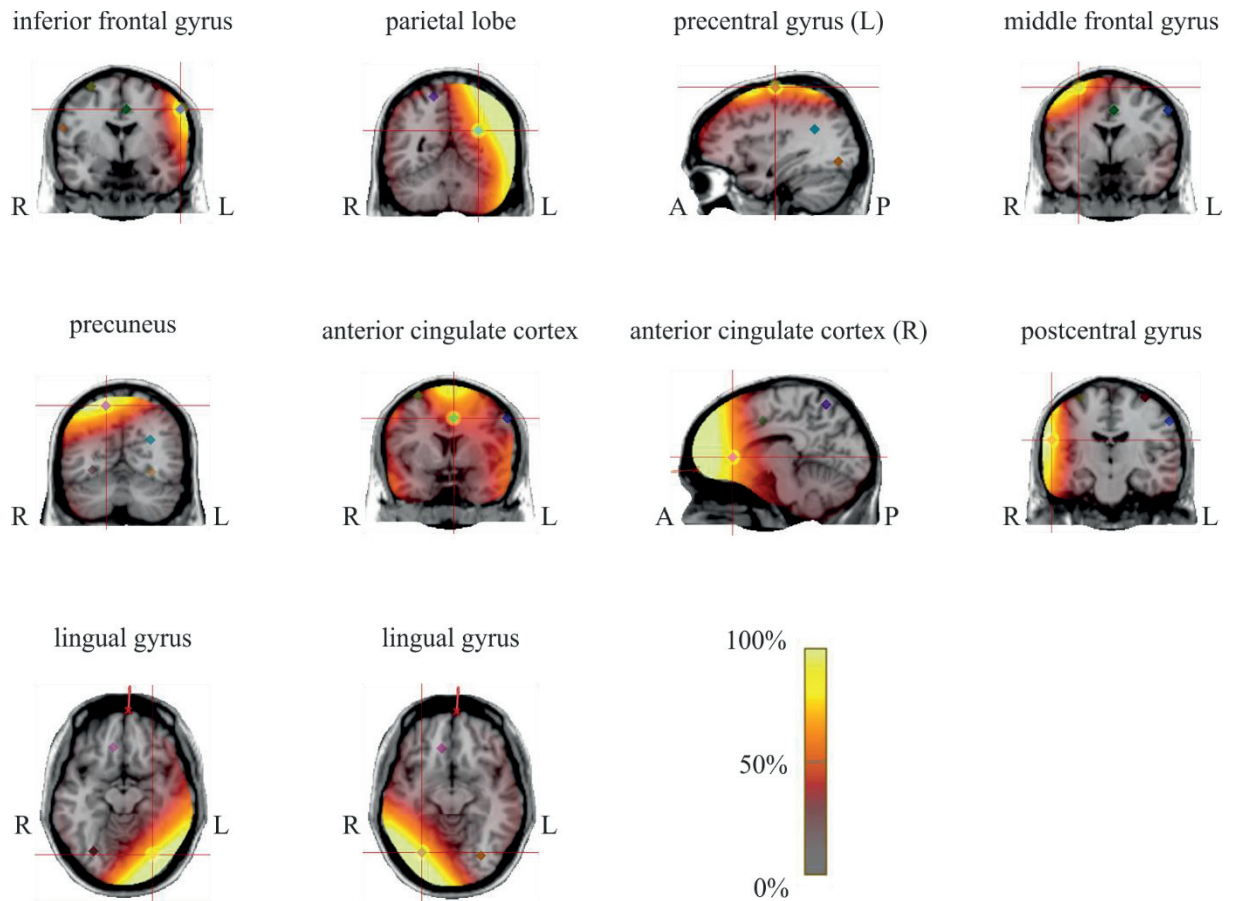 inferior frontal gyrus
parietal lobe
precentral gyrus (L)
middle frontal gyrus
R
L
R
L
A
P
R
L
precuneus
anterior cingulate cortex
anterior cingulate cortex (R)
postcentral gyrus
R
L
R
L
A
P
R
L
lingual gyrus
lingual gyrus
100%
50%
0%
R
L
R
L